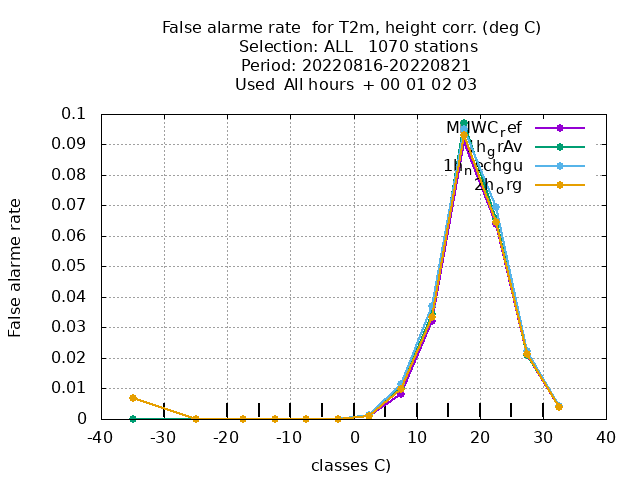 False alarme rate  for T2m, height corr. (deg C)
Selection: ALL   1070 stations
Period: 20220816-20220821
Used  All hours  + 00 01 02 03
0.1
0.09
0.08
0.07
0.06
0.05
0.04
0.03
0.02
0.01
0
False alarme rate
h_grAv
2h_org
-40
-30
-20
-10
0
10
20
30
40
classes C)